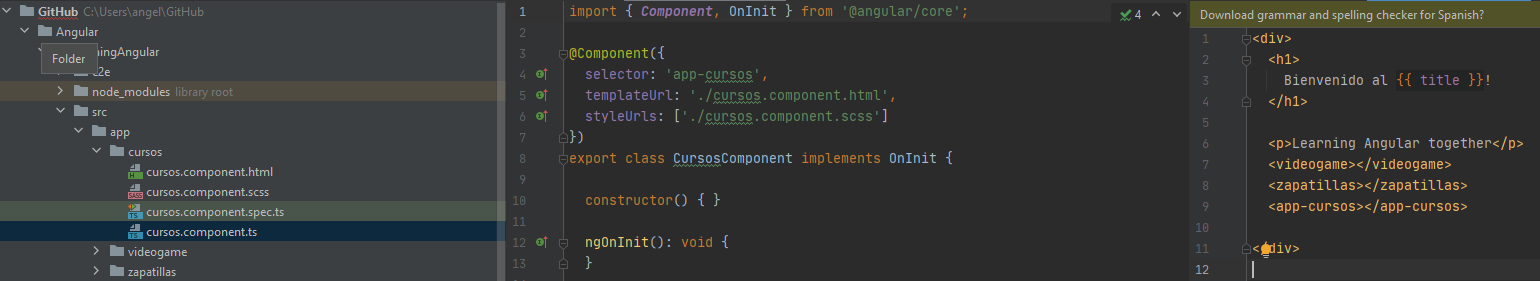 GitHub C:\Users\angel\GitHub
Angular
ningAngular
Folder
e2e
node_modules library root
src
app
cursos
cursos.component.html
cursos.component.scss
cursos.component.spec.ts
cursos.component.ts
videogame
zapatillas
1 import { Component, OnInit } from '@angular/core';
4
2
3 @Component({
4 selector: 'app-cursos',
5 templateUrl: './cursos.component.html',
6 styleUrls: ['./cursos.component.scss']
7 })
8 export class CursosComponent implements OnInit {
9
10 constructor() { }
11
12 ngOnInit(): void {
13 }
Download grammar and spelling checker for Spanish?
1 <div>
2 <h1>
3 Bienvenido al {{ title }}!
4 </h1>
5
6 <p>Learning Angular together</p>
7 <videogame></videogame>
8 <zapatillas></zapatillas>
9 <app-cursos></app-cursos>
10
11 </div>
12